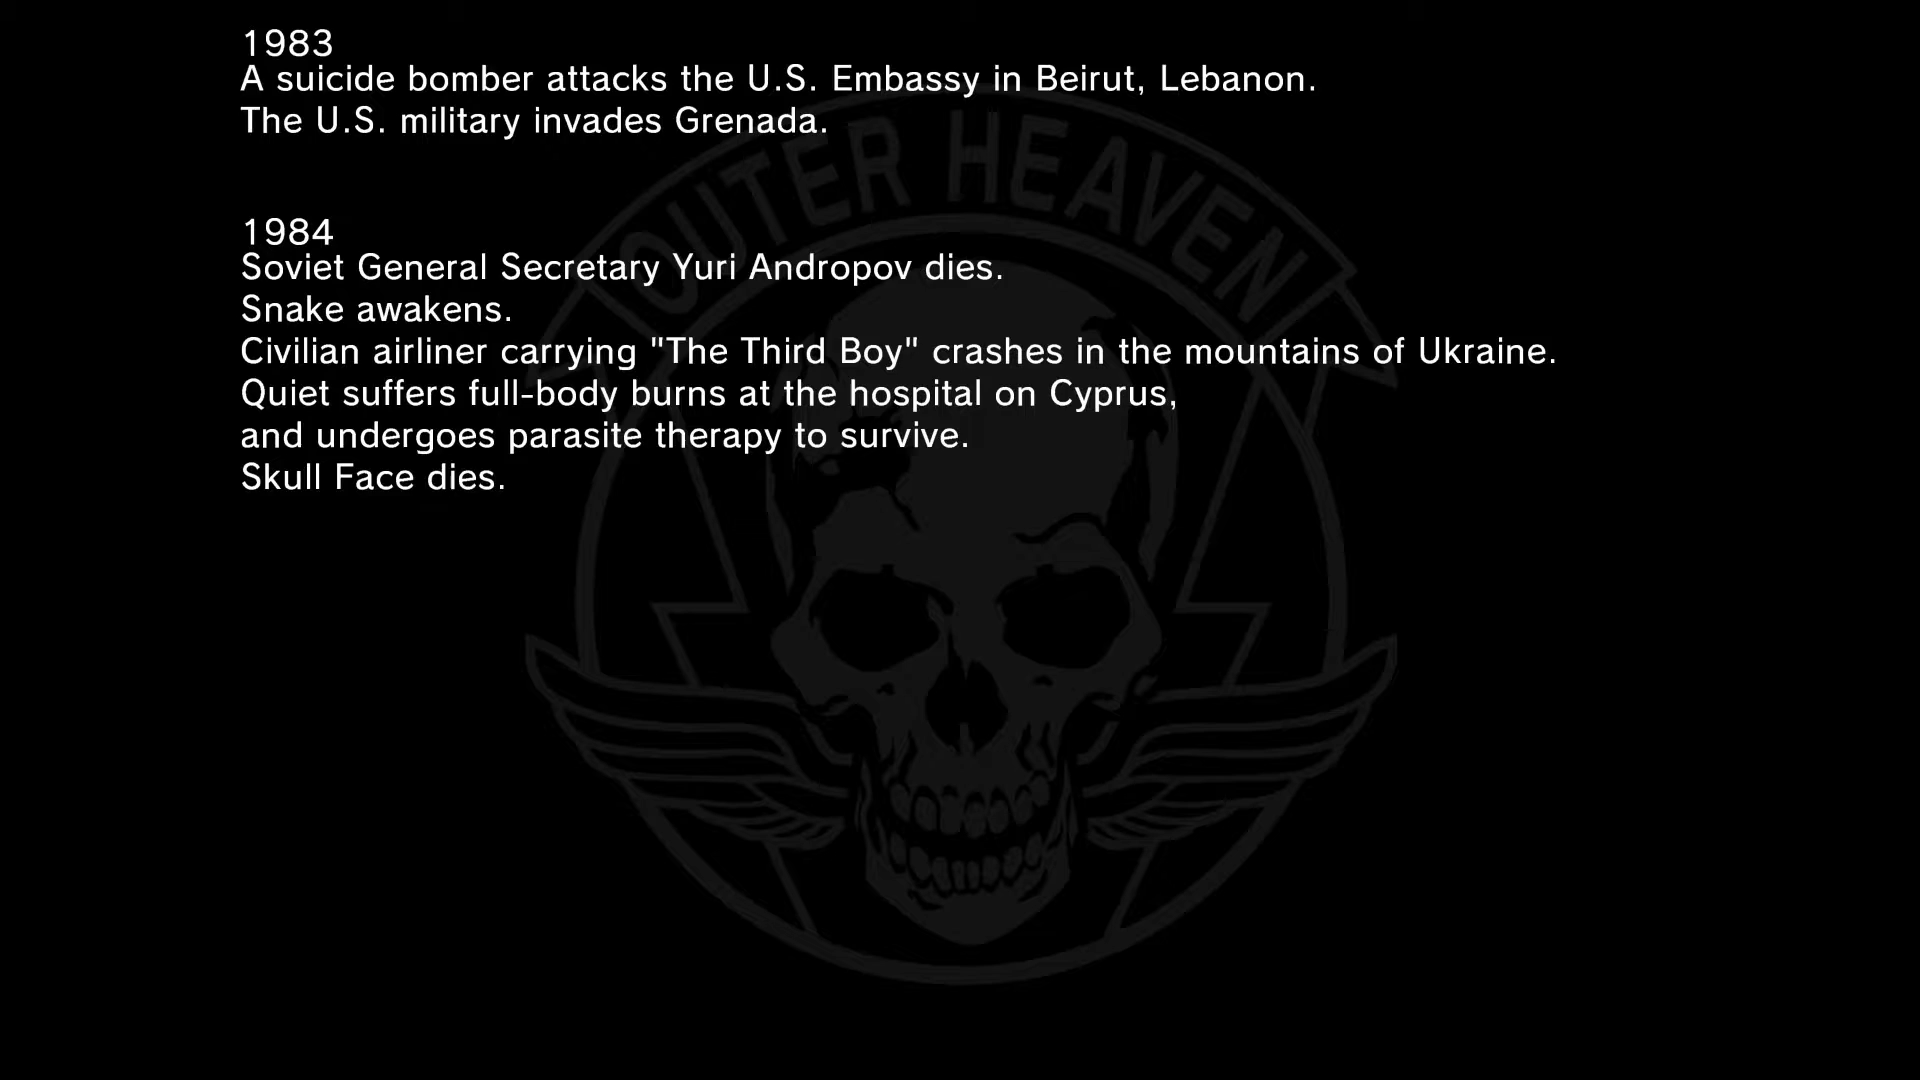 1983
A suicide bomber attacks the U.S. Embassy in Beirut, Lebanon.
The U.S. military invades Grenada.
OUTER HEAVEN
1984
Soviet General Secretary Yuri Andropov dies.
Snake awakens.
Civilian airliner carrying "The Third Boy" crashes in the mountains of Ukraine.
Quiet suffers full-body burns at the hospital on Cyprus,
and undergoes parasite therapy to survive.
Skull Face dies.